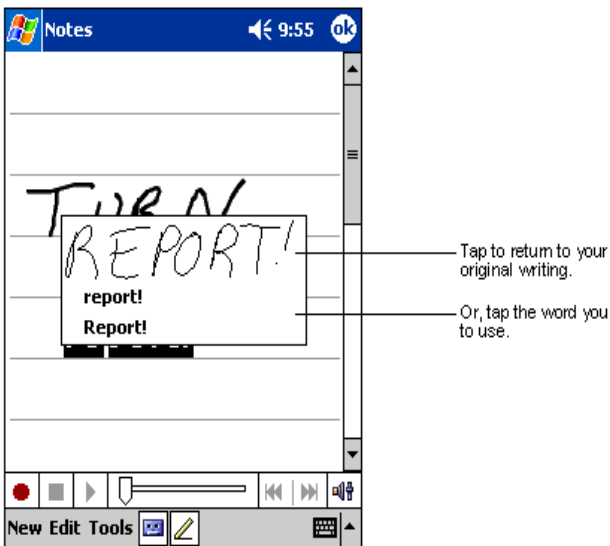 Notes 9:55 ok
TURN
REPORT!
report!
Report!
Tap to return to your
original writing.
Or, tap the word you
to use.
New Edit Tools